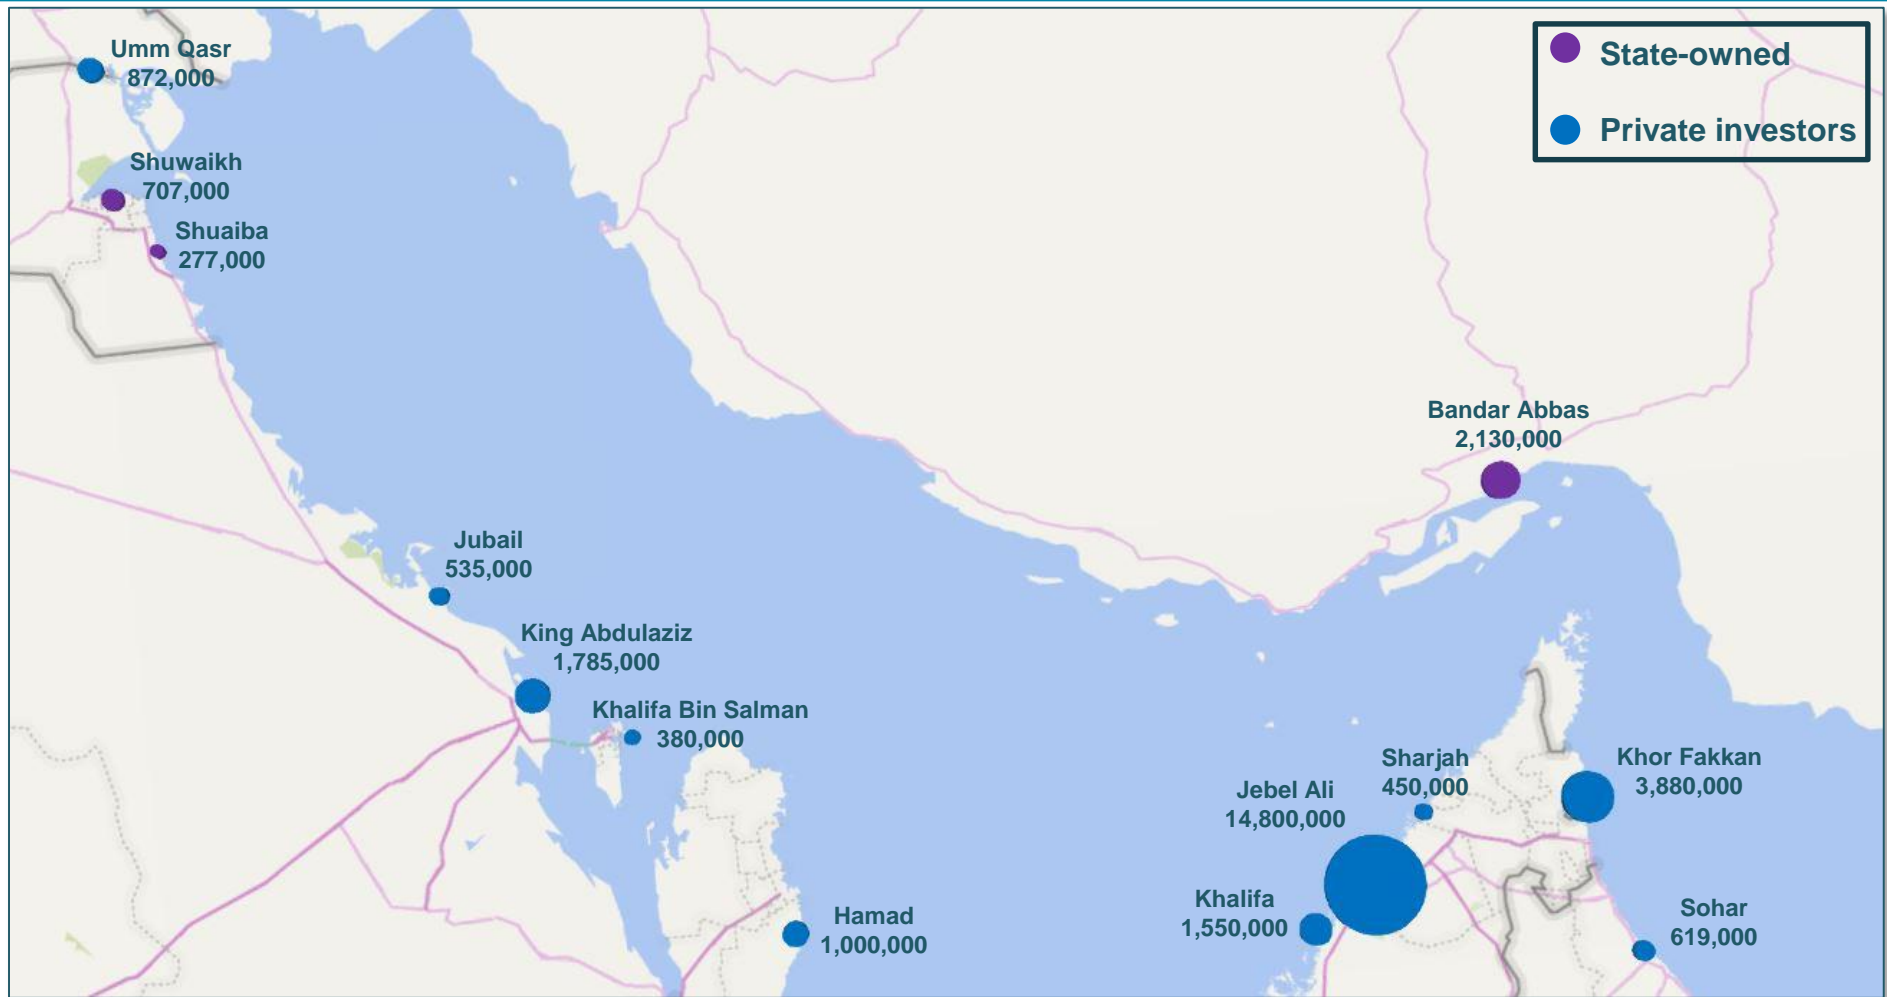 Umm Qasr
872,000
State-owned
Private investors
Shuwaikh
707,000
Shuaiba
277,000
Bandar Abbas
2,130,000
Jubail
535,000
King Abdulaziz
1,785,000
Khalifa Bin Salman
380,000
Sharjah
450,000
Khor Fakkan
3,880,000
Jebel Ali
14,800,000
Khalifa
1,550,000
Hamad
1,000,000
Sohar
619,000